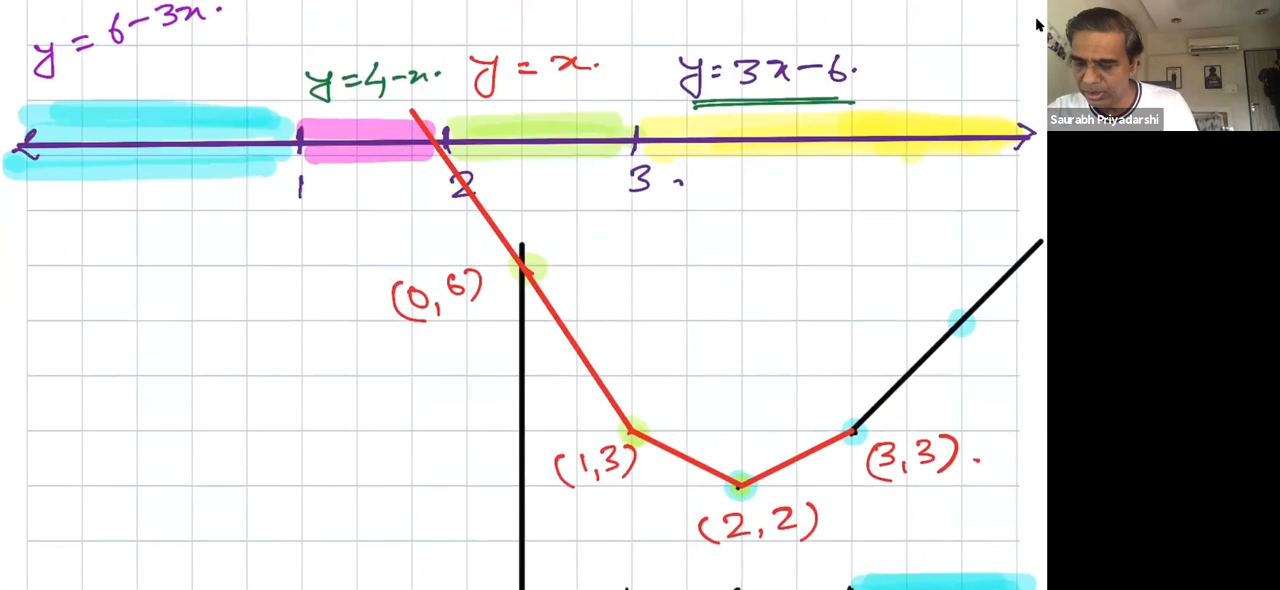 y = 6-3x.
y=4-x. y = x. y=3x-6.
Saurabh Priyadarshi
1 2 3.
(0,6)
(1,3) (3,3).
(2,2)